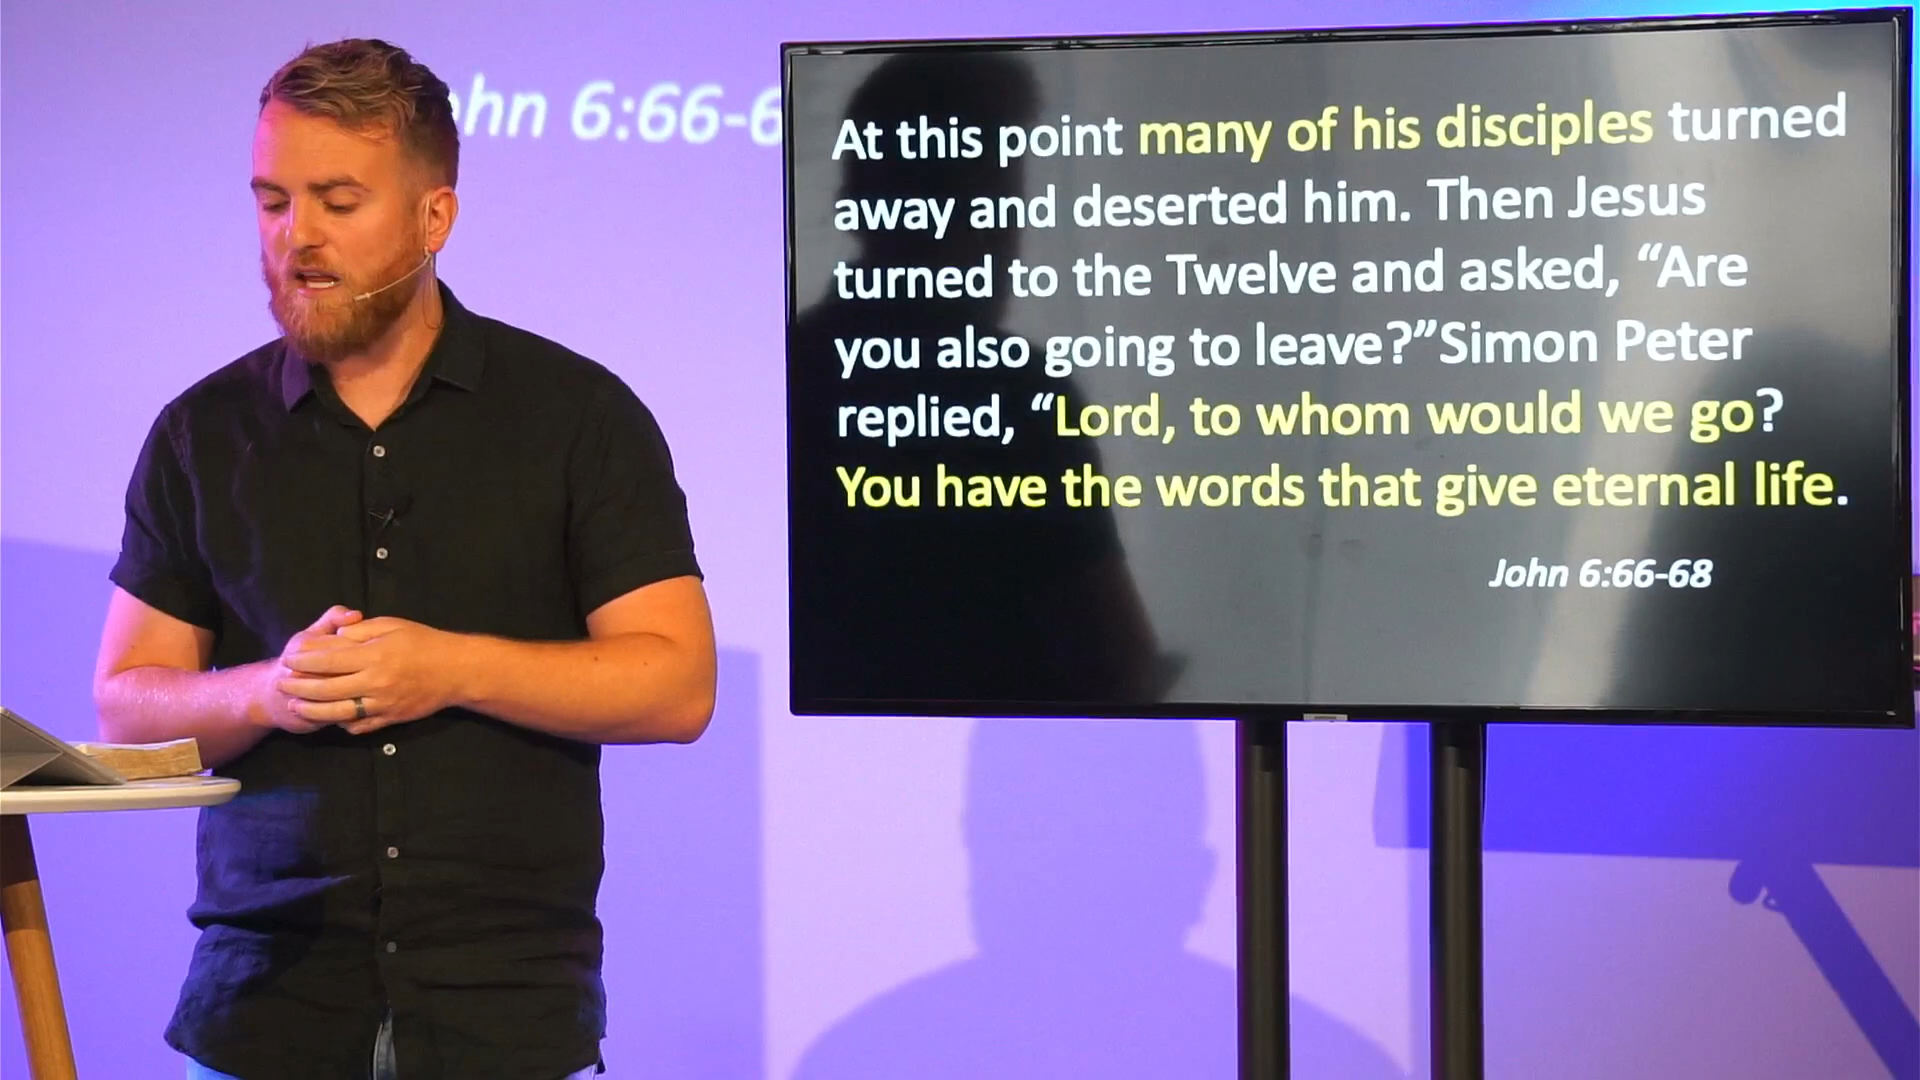 ohn 6:66-6
At this point many of his disciples turned
away and deserted him. Then Jesus
turned to the Twelve and asked, “Are
you also going to leave?”Simon Peter
replied, “Lord, to whom would we go?
You have the words that give eternal life.
John 6:66-68